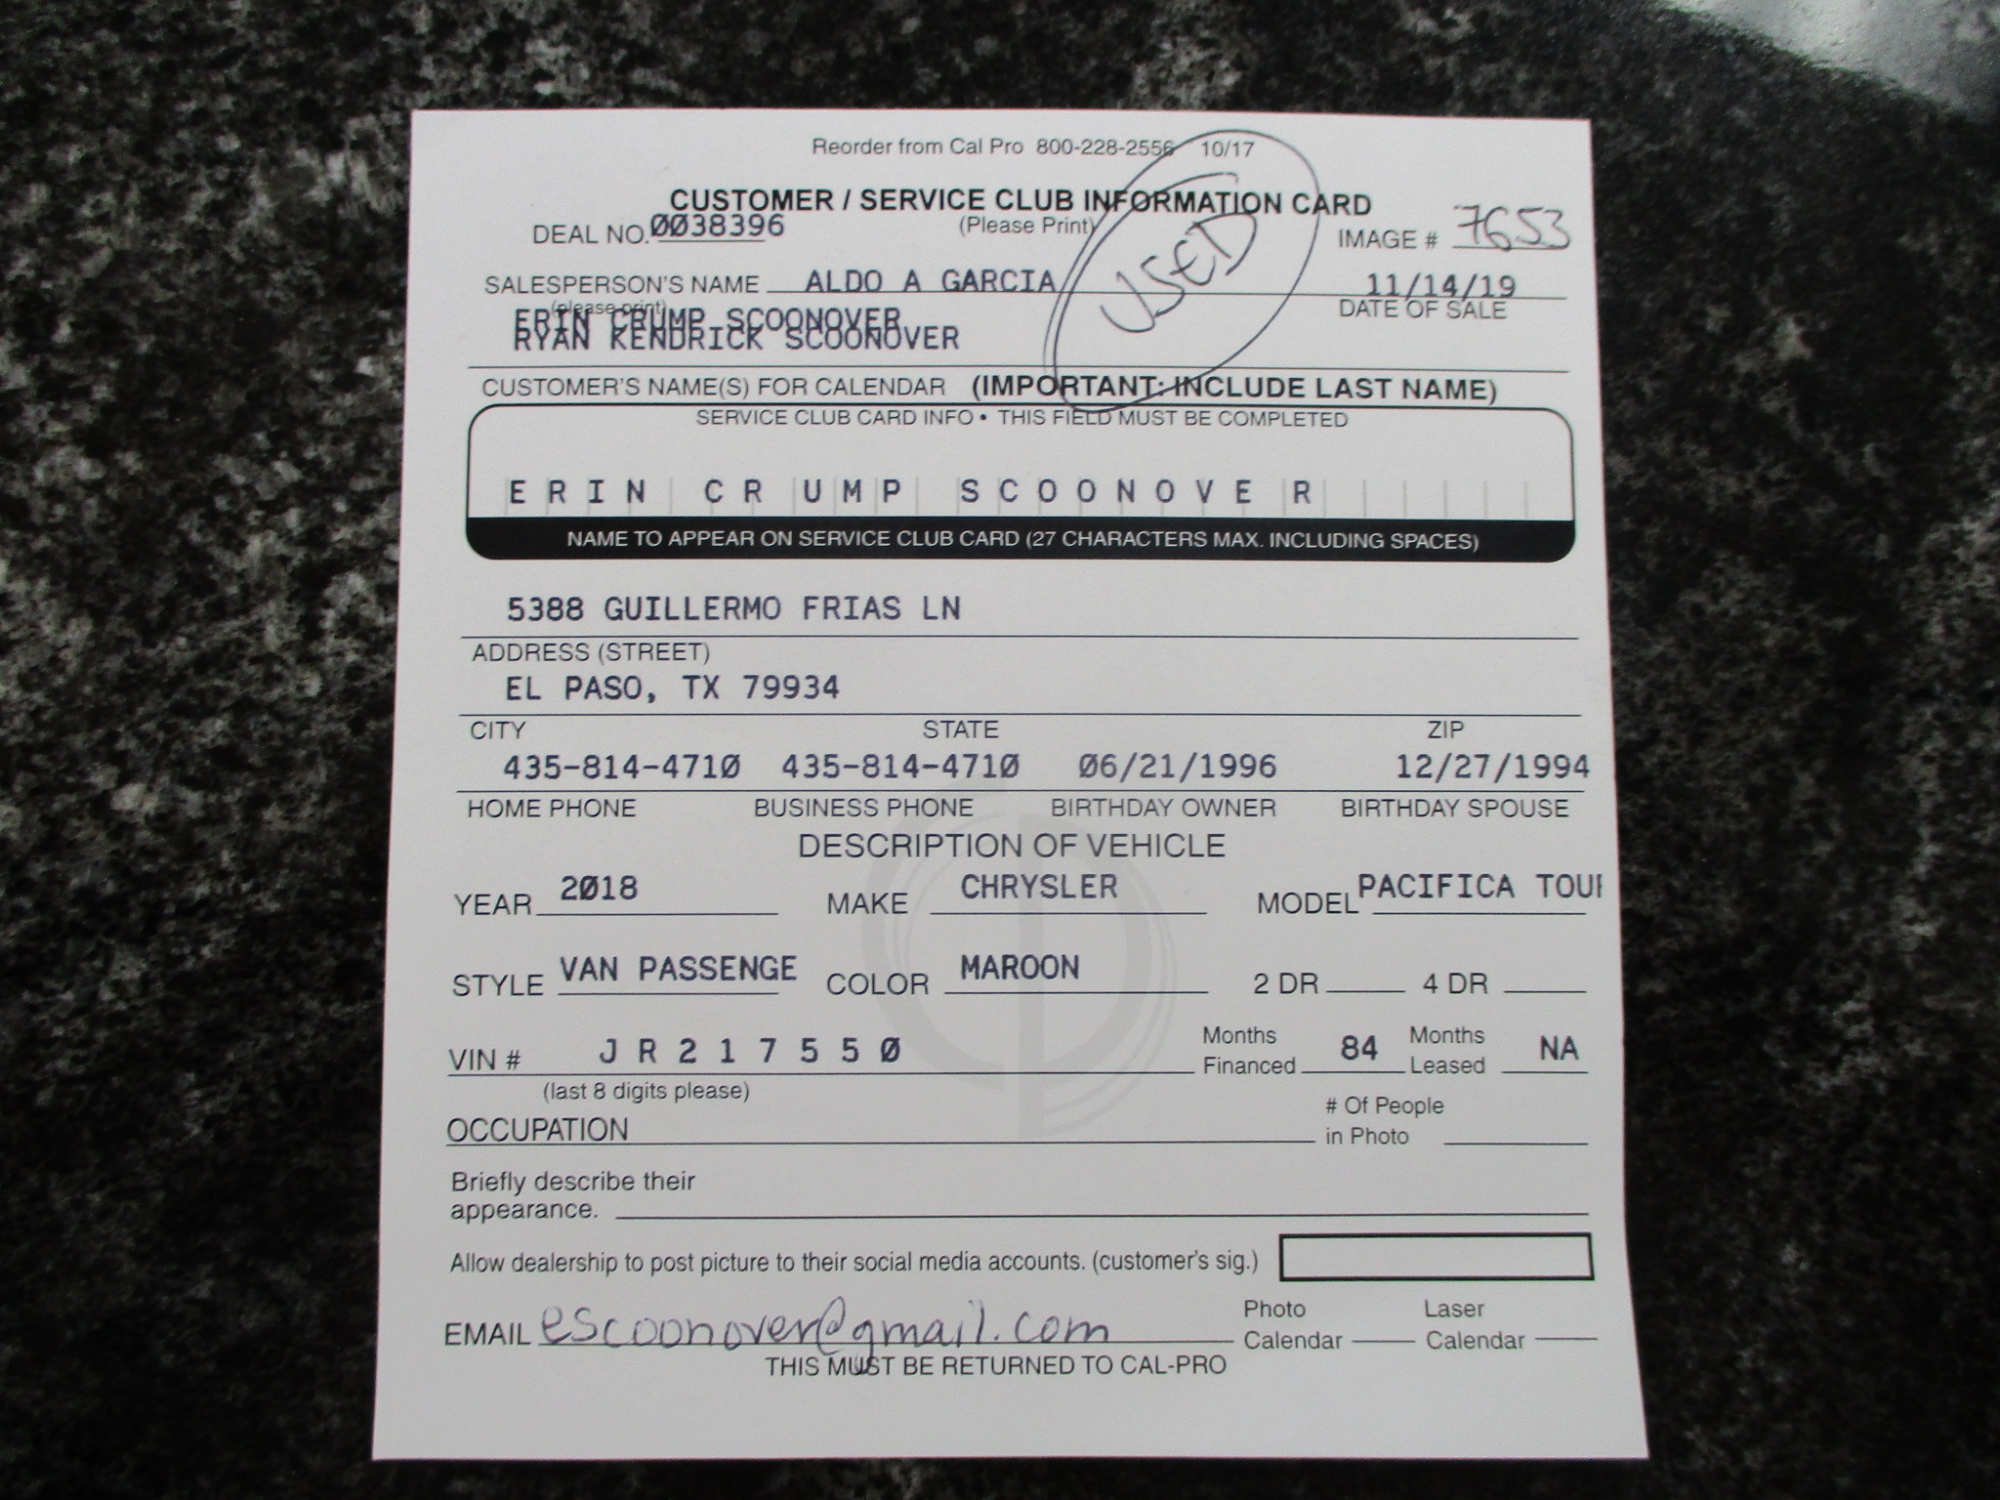 Reorder from Cal Pro 800-228-2556 10/17
CUSTOMER / SERVICE CLUB INFORMATION CARD
DEAL NO. 0038396 (Please Print) USED IMAGE # 7653
SALESPERSON'S NAME ALDO A GARCIA 11/14/19
(please print) DATE OF SALE
ERIN CRUMP SCOONOVER
RYAN KENDRICK SCOONOVER
CUSTOMER'S NAME(S) FOR CALENDAR (IMPORTANT: INCLUDE LAST NAME)
SERVICE CLUB CARD INFO • THIS FIELD MUST BE COMPLETED
ERIN CRUMP SCOONOVER
NAME TO APPEAR ON SERVICE CLUB CARD (27 CHARACTERS MAX. INCLUDING SPACES)
5388 GUILLERMO FRIAS LN
ADDRESS (STREET)
EL PASO, TX 79934
CITY STATE ZIP
435-814-4710 435-814-4710 06/21/1996 12/27/1994
HOME PHONE BUSINESS PHONE BIRTHDAY OWNER BIRTHDAY SPOUSE
DESCRIPTION OF VEHICLE
YEAR 2018 MAKE CHRYSLER MODEL PACIFICA TOUR
STYLE VAN PASSENGE COLOR MAROON 2 DR 4 DR
VIN # JR217550 Months Financed 84 Months Leased NA
(last 8 digits please)
OCCUPATION # Of People in Photo
Briefly describe their
appearance.
Allow dealership to post picture to their social media accounts. (customer's sig.)
EMAIL escoonover@gmail.com Photo Calendar Laser Calendar
THIS MUST BE RETURNED TO CAL-PRO